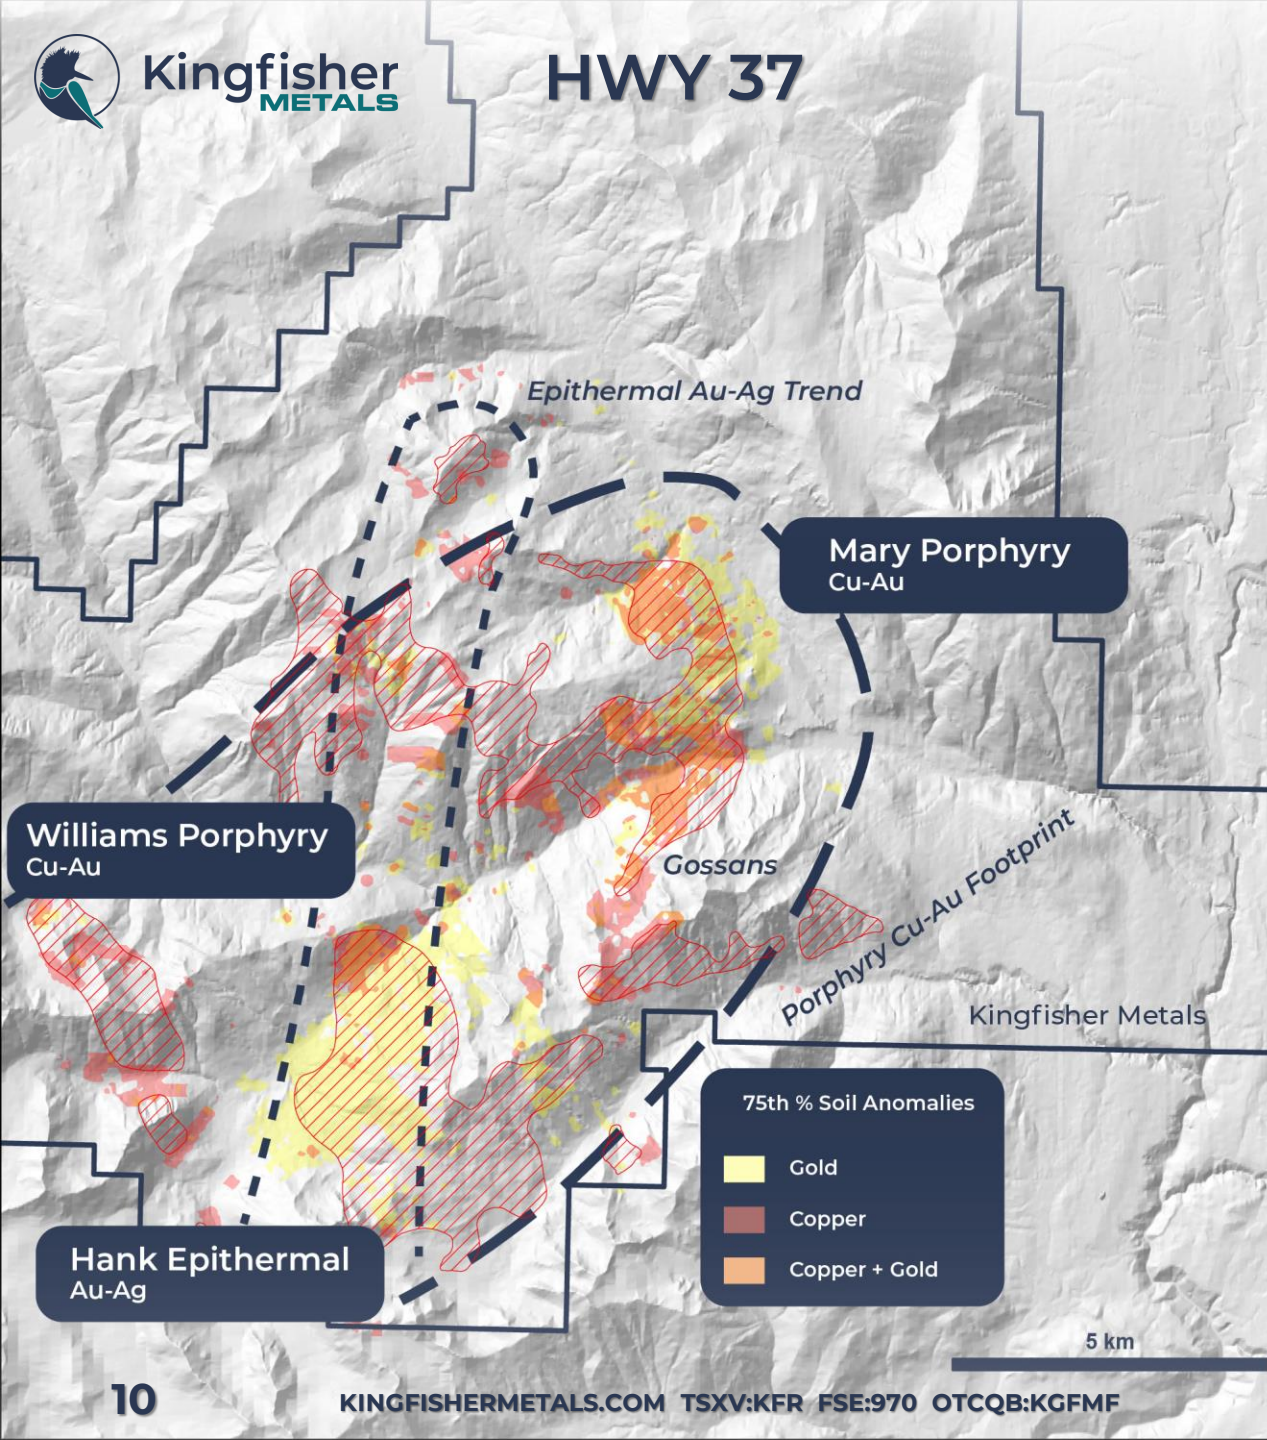 Kingfisher
METALS
HWY 37
Epithermal Au-Ag Trend
Mary Porphyry
Cu-Au
Williams Porphyry
Cu-Au
Gossans
Porphyry Cu-Au Footprint
Kingfisher Metals
75th % Soil Anomalies
Gold
Copper
Copper + Gold
Hank Epithermal
Au-Ag
5 km
10
KINGFISHERMETALS.COM TSXV:KFR FSE:970 OTCQB:KGFMF